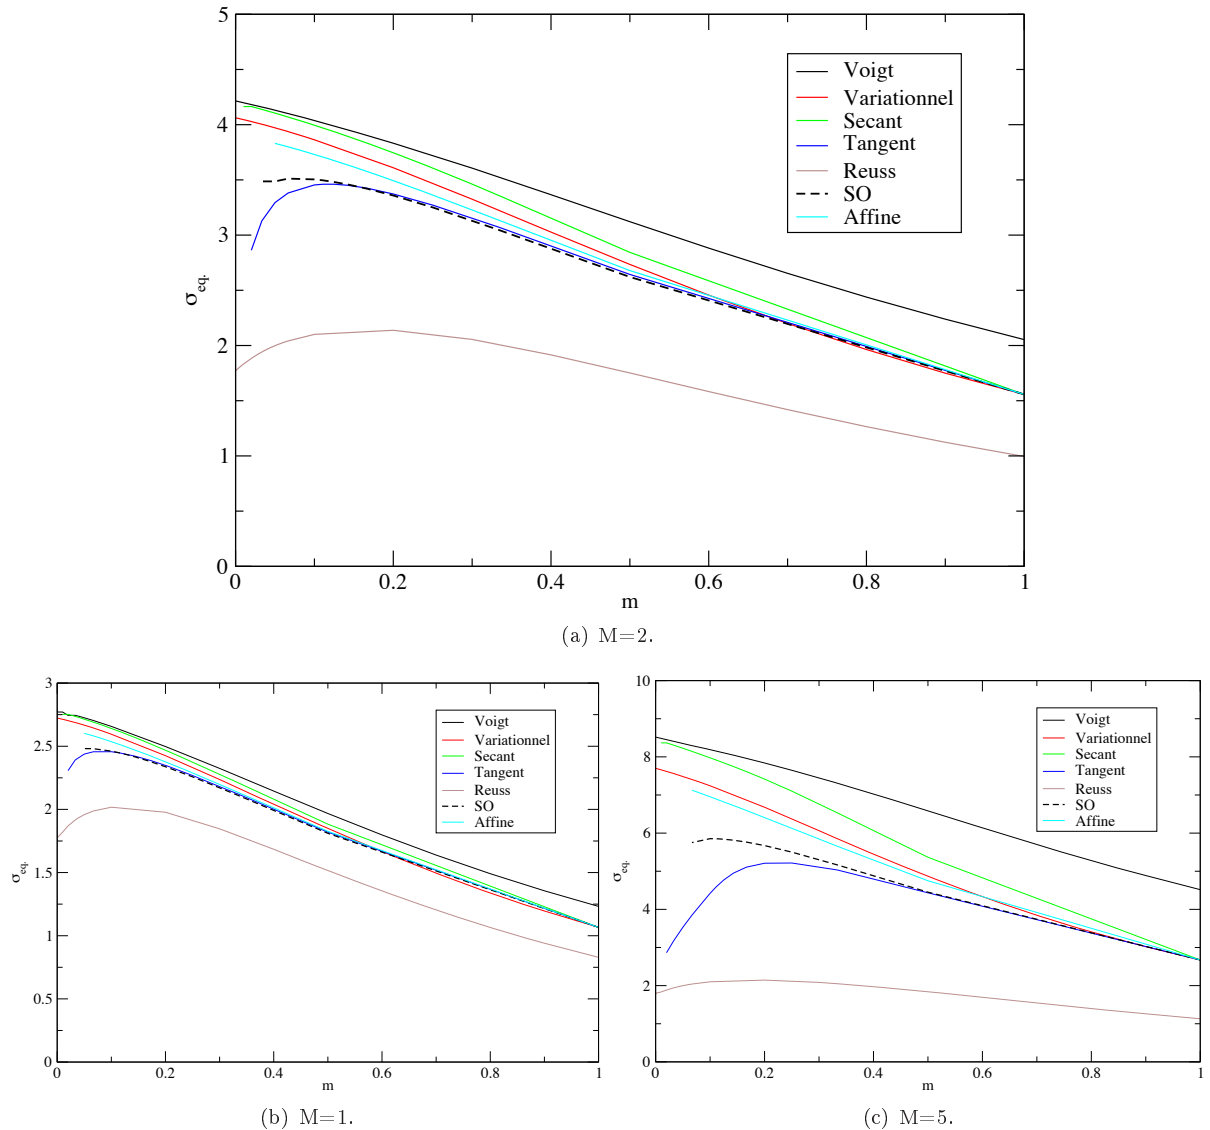 5
4
3
2
1
0
σeq.
0
0.2
0.4
0.6
0.8
1
m
Voigt
Variationnel
Secant
Tangent
Reuss
SO
Affine
(a) M=2.
3
2.5
2
1.5
1
0.5
0
σeq.
0
0.2
0.4
0.6
0.8
1
m
Voigt
Variationnel
Secant
Tangent
Reuss
SO
Affine
(b) M=1.
10
8
6
4
2
0
σeq.
0
0.2
0.4
0.6
0.8
1
m
Voigt
Variationnel
Secant
Tangent
Reuss
SO
Affine
(c) M=5.